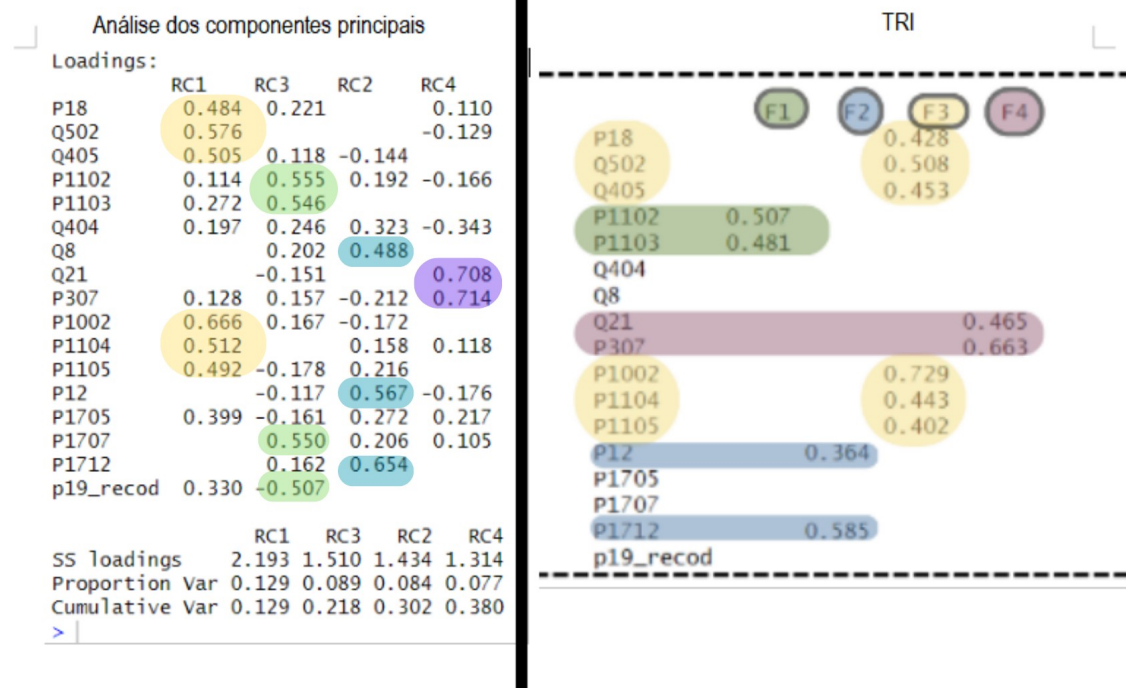 Análise dos componentes principais
Loadings:
RC1 RC3 RC2 RC4
P18 0.484 0.221 0.110
Q502 0.576 -0.129
Q405 0.505 0.118 -0.144
P1102 0.114 0.555 0.192 -0.166
P1103 0.272 0.546
Q404 0.197 0.246 0.323 -0.343
Q8 0.202 0.488
Q21 -0.151 0.708
P307 0.128 0.157 -0.212 0.714
P1002 0.666 0.167 -0.172
P1104 0.512 0.158 0.118
P1105 0.492 -0.178 0.216
P12 -0.117 0.567 -0.176
P1705 0.399 -0.161 0.272 0.217
P1707 0.550 0.206 0.105
P1712 0.162 0.654
p19_recod 0.330 -0.507
RC1 RC3 RC2 RC4
SS loadings 2.193 1.510 1.434 1.314
Proportion Var 0.129 0.089 0.084 0.077
Cumulative Var 0.129 0.218 0.302 0.380
>
TRI
F1 F2 F3 F4
P18 0.428
Q502 0.508
Q405 0.453
P1102 0.507
P1103 0.481
Q404
Q8
Q21 0.465
P307 0.663
P1002 0.729
P1104 0.443
P1105 0.402
P12 0.364
P1705
P1707
P1712 0.585
p19_recod